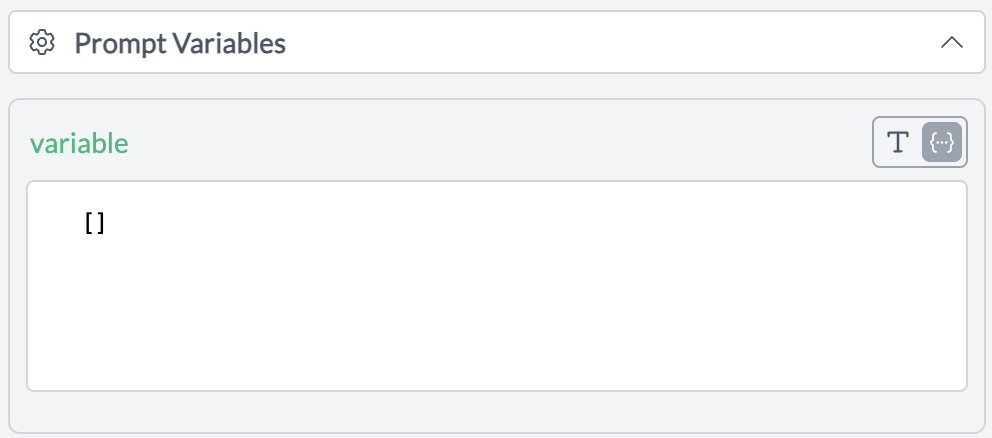 Prompt Variables
variable
T {...}
[]